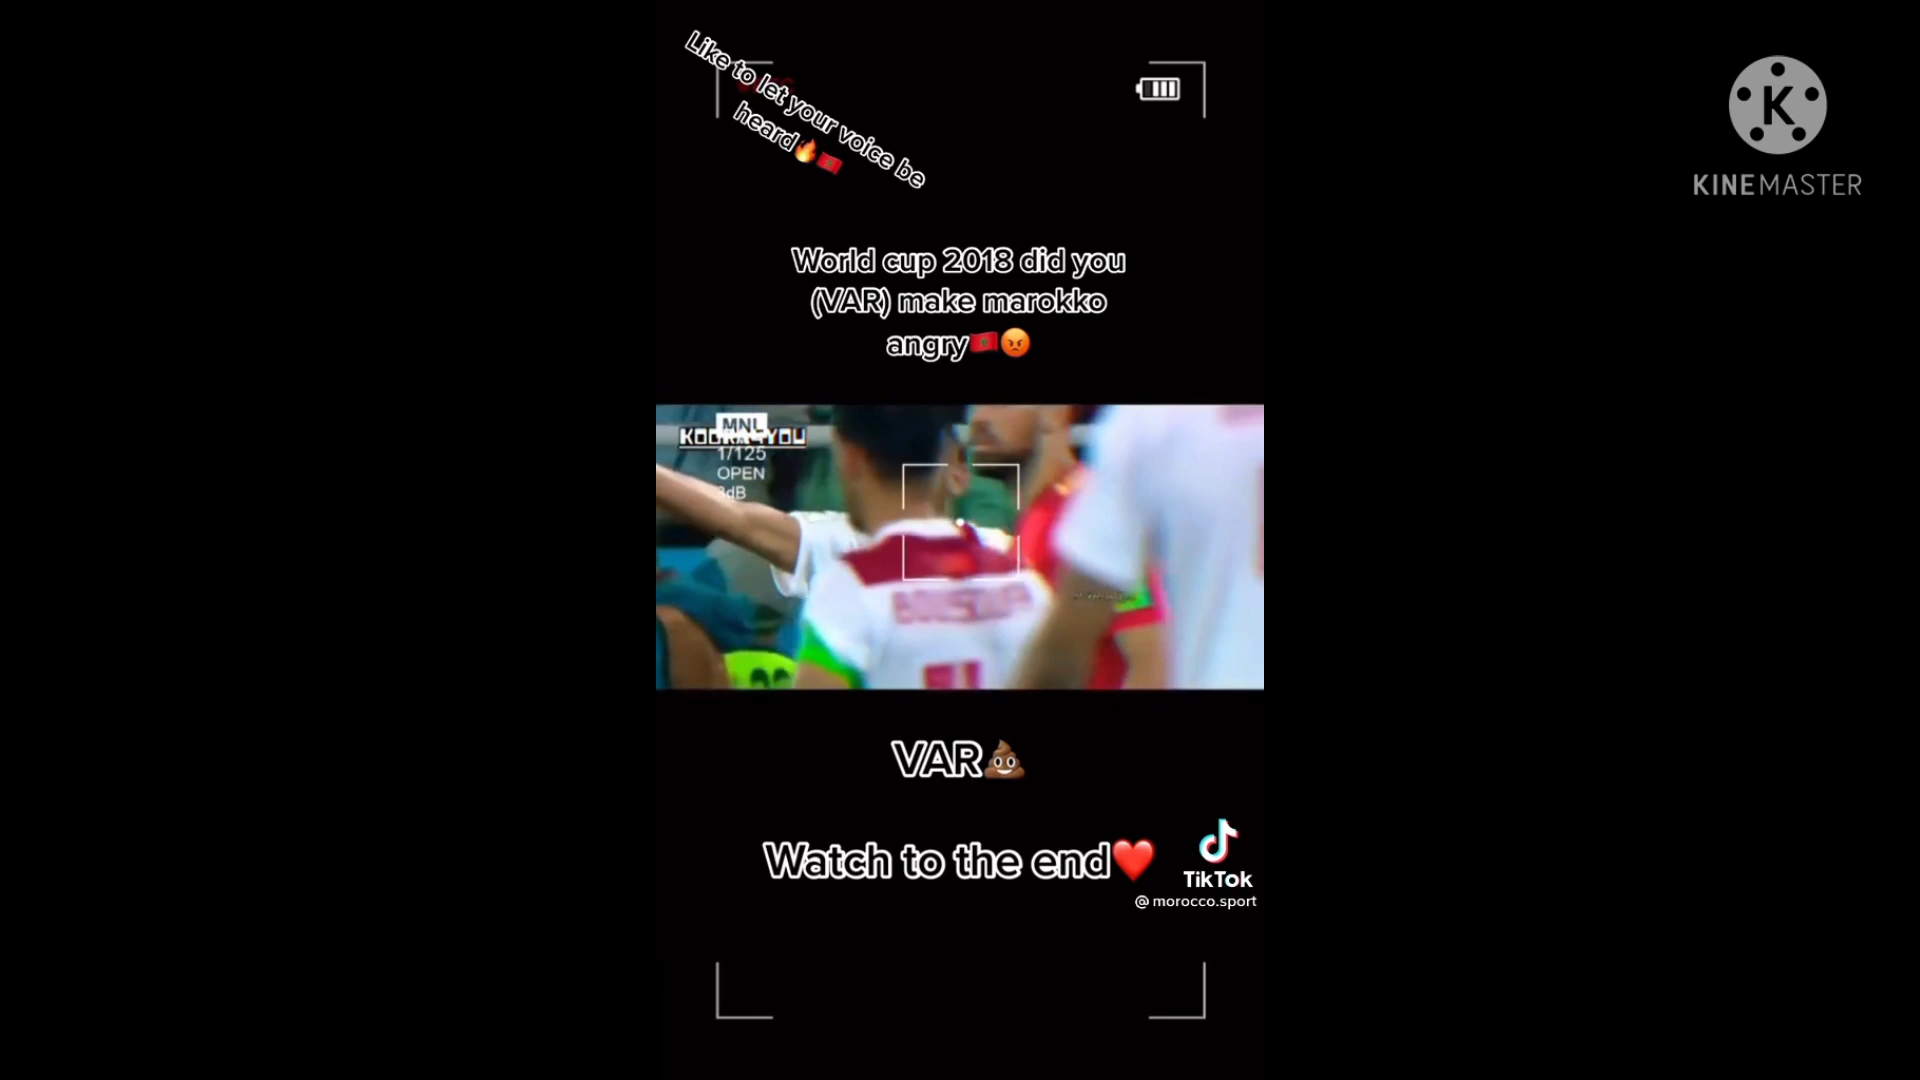 Like to let your voice be
heard🔥🇲🇦
K
KINEMASTER
World cup 2018 did you
(VAR) make marokko
angry🇲🇦😡
MNL
1/125
OPEN
3dB
VAR💩
Watch to the end❤️
TikTok
@morocco.sport